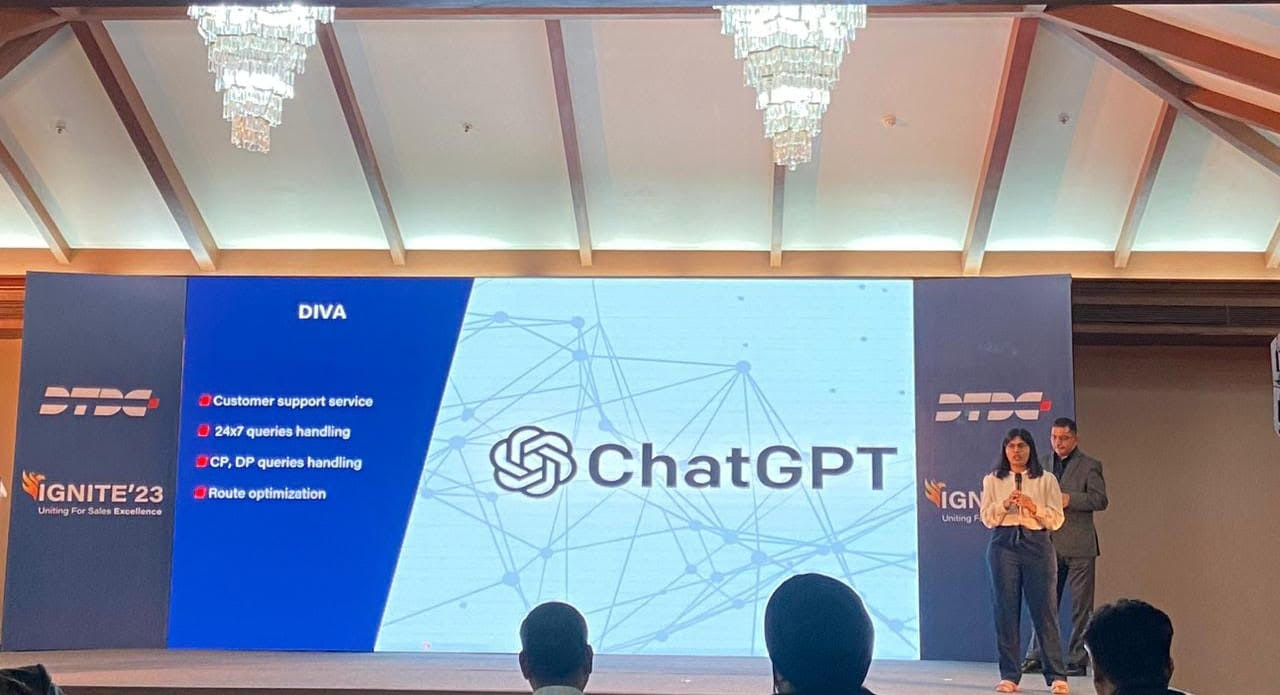 DTDC
IGNITE'23
Uniting For Sales Excellence
DIVA
Customer support service
24x7 queries handling
CP, DP queries handling
Route optimization
ChatGPT
DTDC
IGN
Uniting F